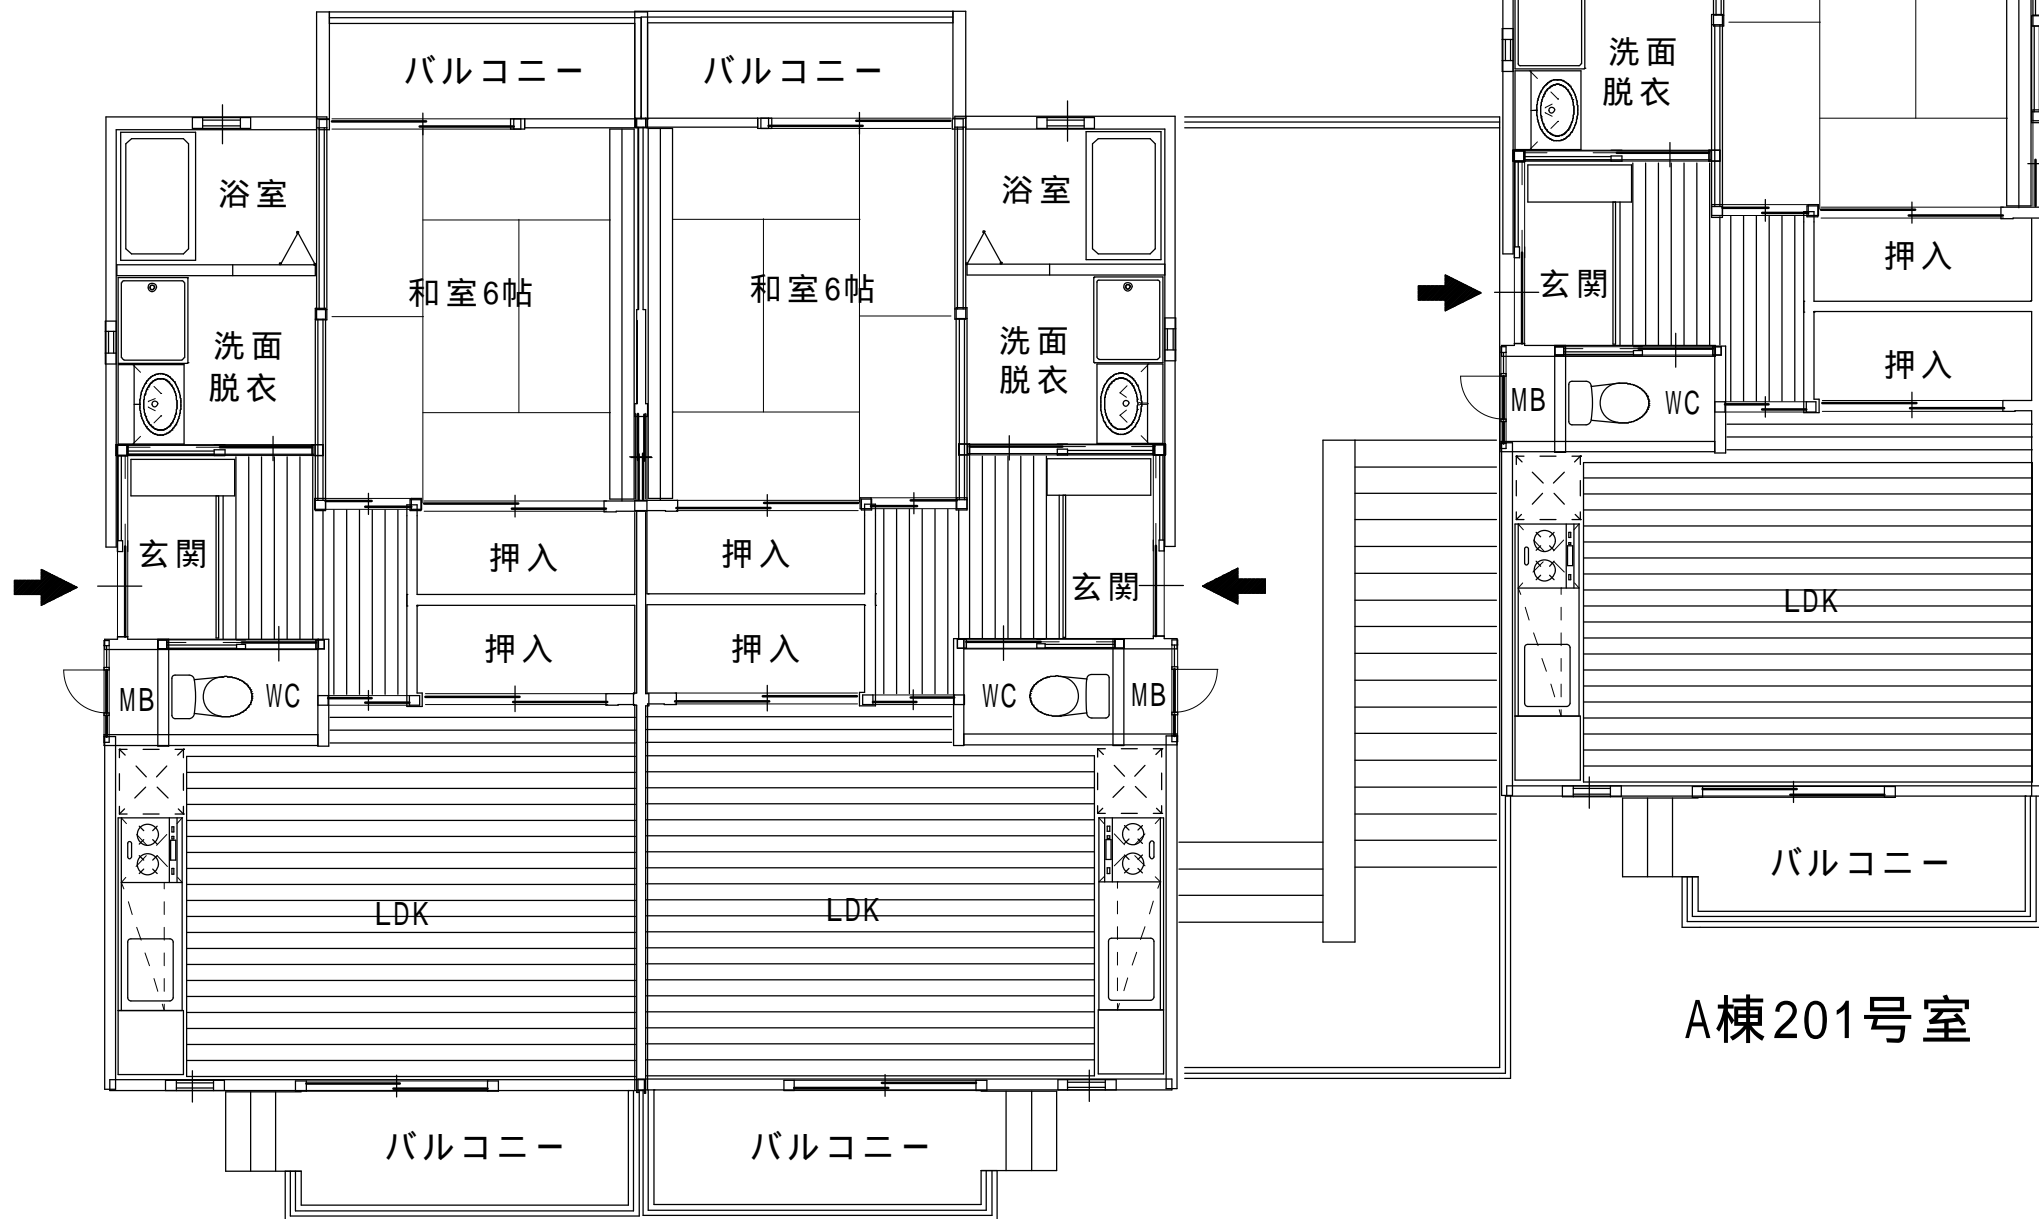 バルコニー
バルコニー
浴室
和室6帖
和室6帖
浴室
洗面
脱衣
洗面
脱衣
玄関
押入
押入
玄関
押入
押入
MB
WC
WC
MB
LDK
LDK
バルコニー
バルコニー
洗面
脱衣
玄関
押入
押入
MB
WC
LDK
バルコニー
A棟201号室